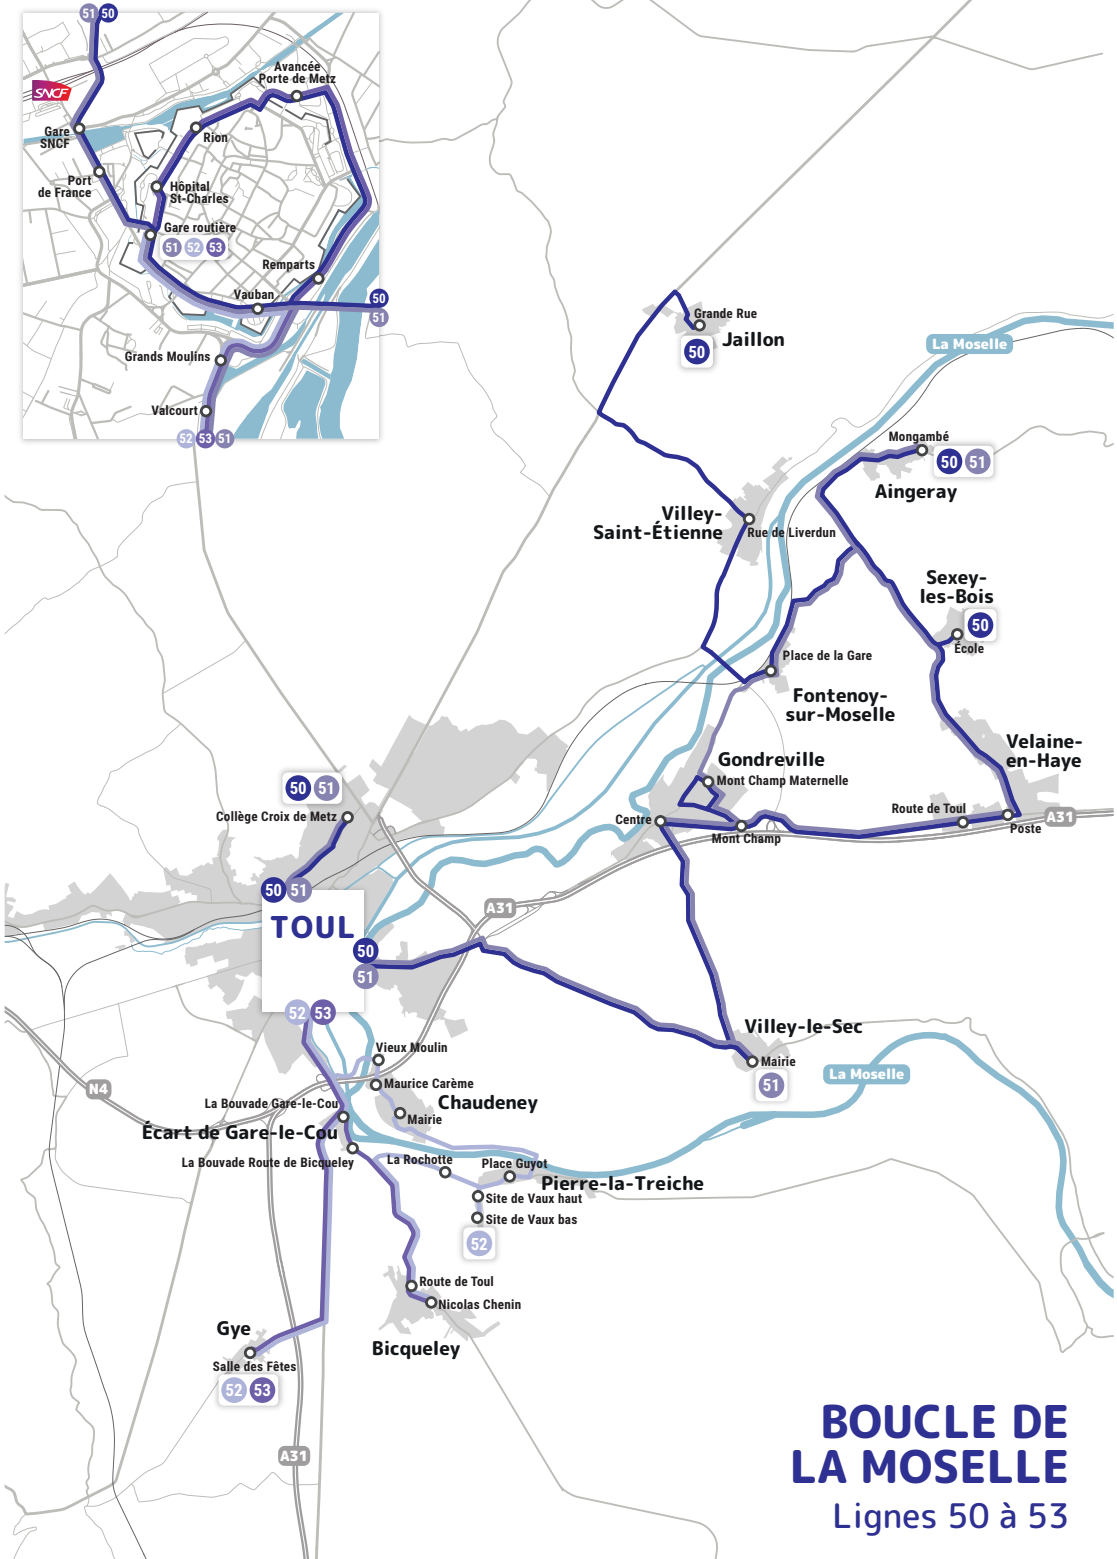 51 50
SNCF
Avancée
Porte de Metz
Gare
SNCF
Rion
Port
de France
Hôpital
St-Charles
Gare routière
51 52 53
Remparts
Vauban
50
51
Grands Moulins
Valcourt
52 53 51
Grande Rue
Jaillon
50
La Moselle
Mongambé
50 51
Aingeray
Villey-
Saint-Étienne
Rue de Liverdun
Sexey-
les-Bois
50
École
Place de la Gare
Fontenoy-
sur-Moselle
Velaine-
en-Haye
Gondreville
Mont Champ Maternelle
50 51
Collège Croix de Metz
Centre
Mont Champ
Route de Toul
Poste
A31
50 51
A31
TOUL
50
51
52 53
Villey-le-Sec
Mairie
51
La Moselle
Vieux Moulin
Maurice Carème
N4
La Bouvade Gare-le-Cou
Chaudeney
Mairie
Écart de Gare-le-Cou
La Bouvade Route de Bicqueley
La Rochotte
Place Guyot
Pierre-la-Treiche
Site de Vaux haut
Site de Vaux bas
52
Route de Toul
Nicolas Chenin
Bicqueley
Gye
Salle des Fêtes
52 53
A31
BOUCLE DE
LA MOSELLE
Lignes 50 à 53